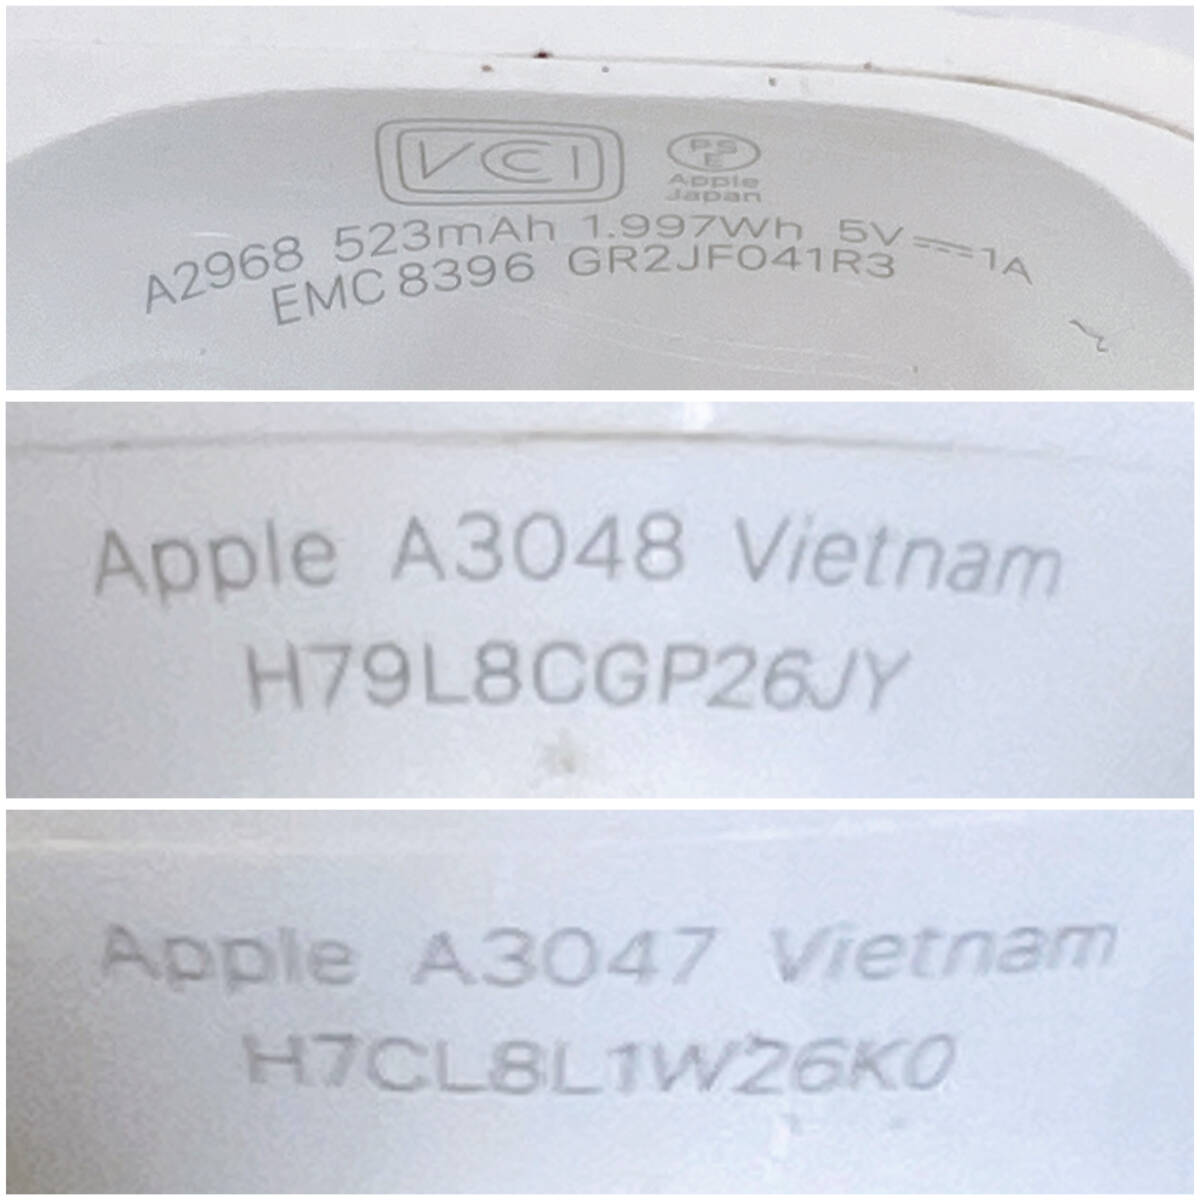 VCCI
PS
E
Apple
Japan
A2968 523mAh 1.997Wh 5V⎓1A
EMC 8396 GR2JF041R3
Apple A3048 Vietnam
H79L8CGP26JY
Apple A3047 Vietnam
H7CL8L1W26K0